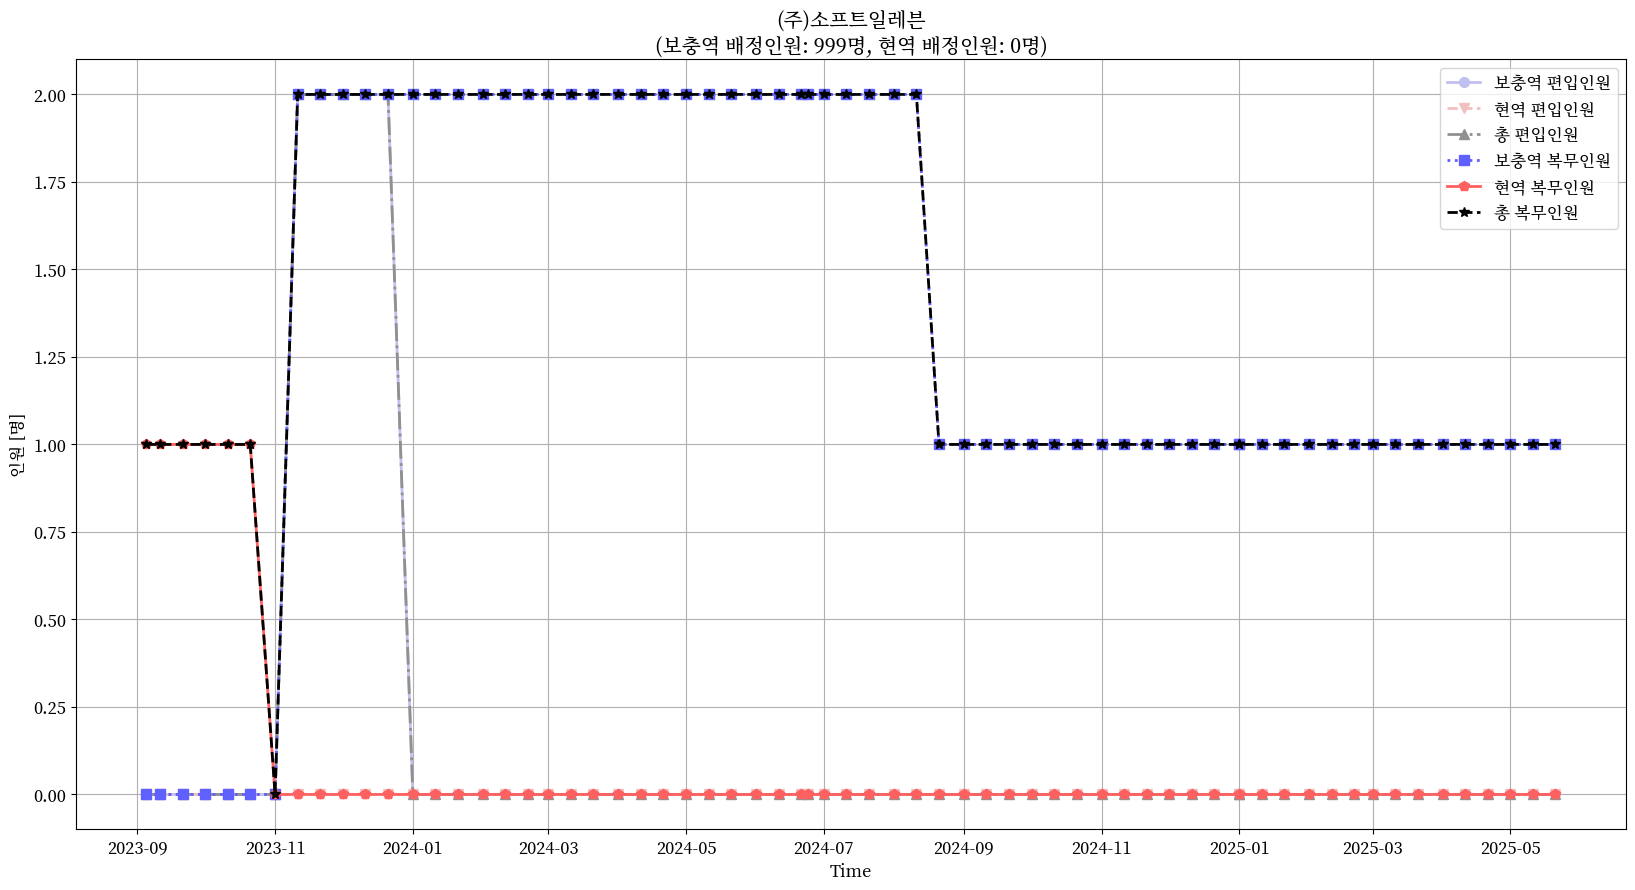 (주)소프트일레븐
(보충역 배정인원: 999명, 현역 배정인원: 0명)
2.00
1.75
1.50
1.25
1.00
0.75
0.50
0.25
0.00
인원 [명]
보충역 편입인원
현역 편입인원
총 편입인원
보충역 복무인원
현역 복무인원
총 복무인원
2023-09
2023-11
2024-01
2024-03
2024-05
2024-07
2024-09
2024-11
2025-01
2025-03
2025-05
Time